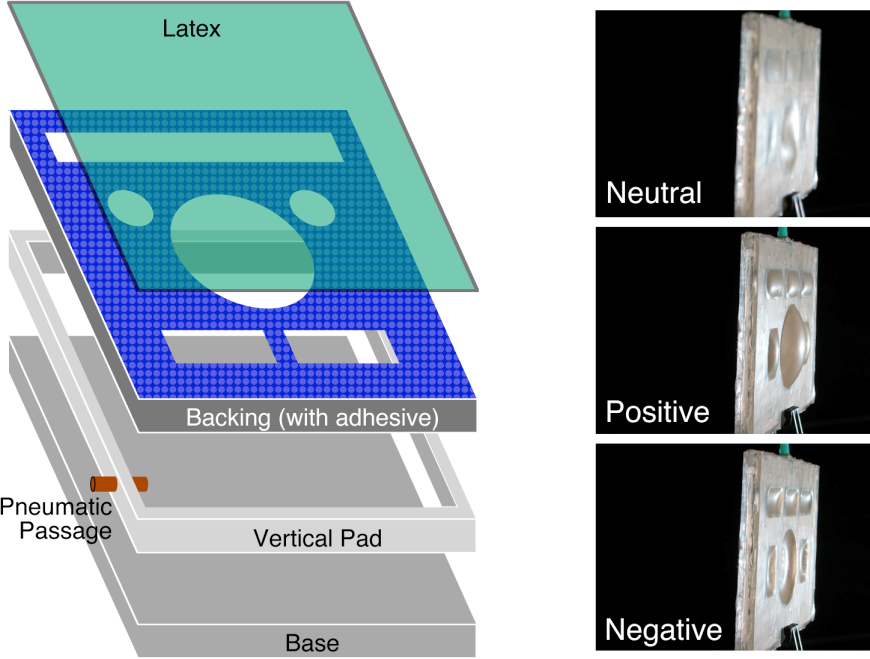 Latex
Backing (with adhesive)
Pneumatic
Passage
Vertical Pad
Base
Neutral
Positive
Negative